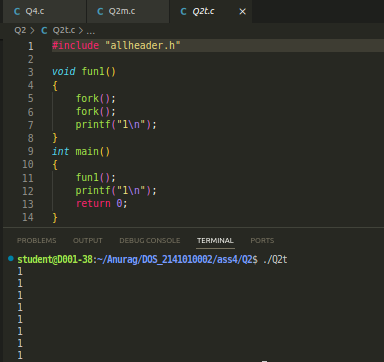 Q4.c Q2m.c Q2t.c ×
Q2 > Q2t.c > ...
1 #include "allheader.h"
2
3 void fun1()
4 {
5 fork();
6 fork();
7 printf("1\n");
8 }
9 int main()
10 {
11 fun1();
12 printf("1\n");
13 return 0;
14 }
PROBLEMS OUTPUT DEBUG CONSOLE TERMINAL PORTS
student@D001-38:~/Anurag/DOS_2141010002/ass4/Q2$ ./Q2t
1
1
1
1
1
1
1
1